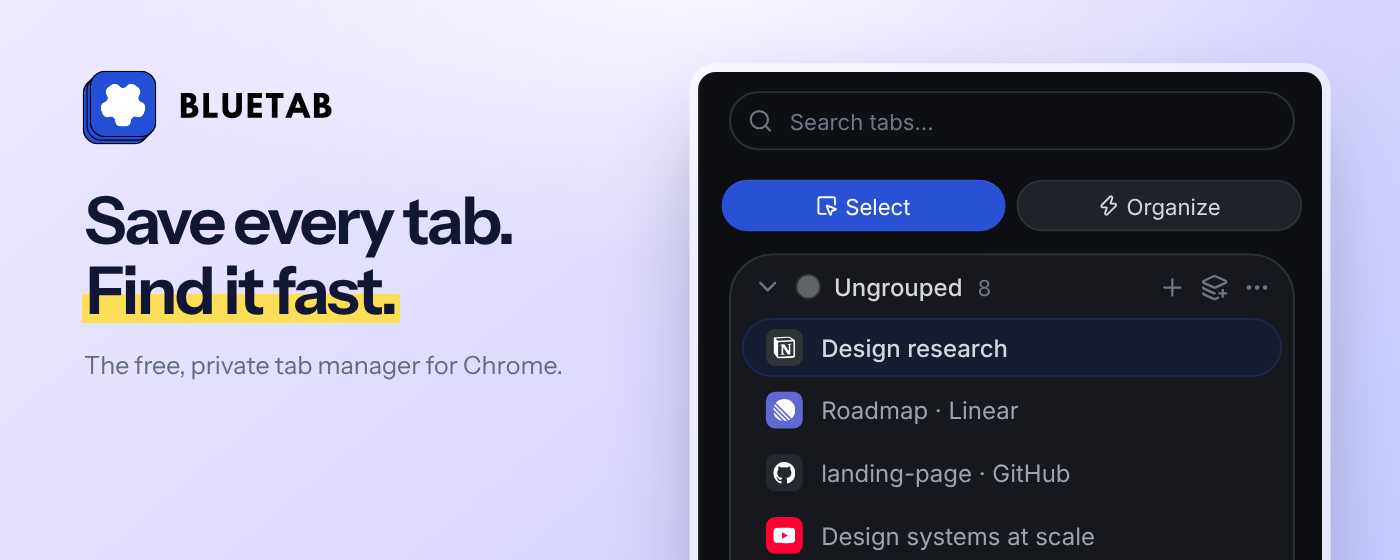 BLUETAB
Save every tab.
Find it fast.
The free, private tab manager for Chrome.
Search tabs...
Select
Organize
Ungrouped 8
N
Design research
Roadmap · Linear
landing-page · GitHub
Design systems at scale